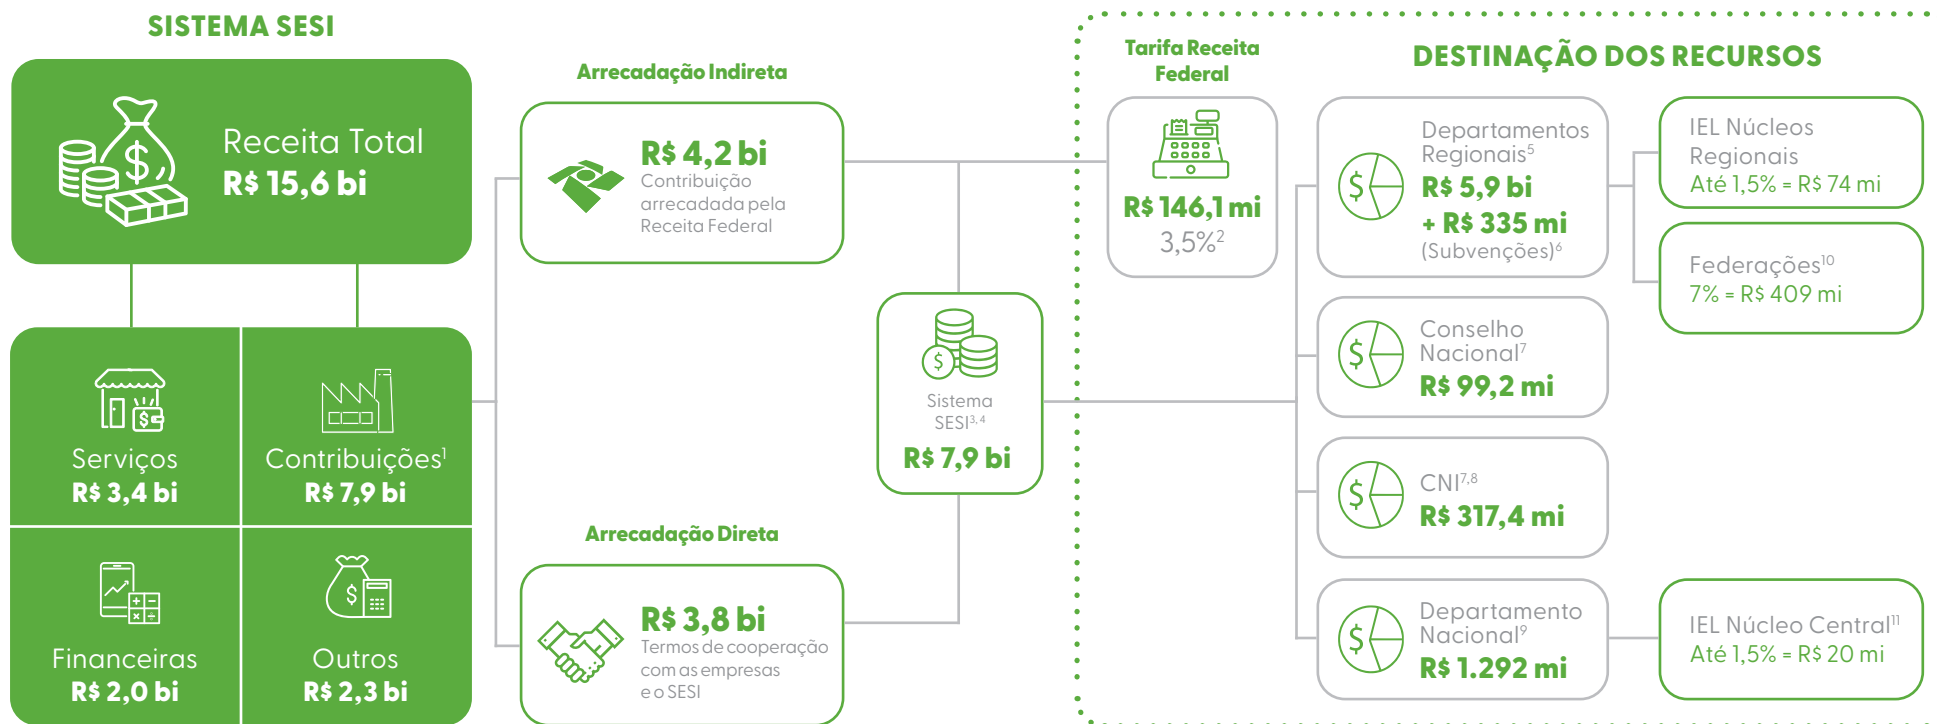 SISTEMA SESI
Receita Total
R$ 15,6 bi
Serviços
R$ 3,4 bi
Contribuições¹
R$ 7,9 bi
Financeiras
R$ 2,0 bi
Outros
R$ 2,3 bi
Arrecadação Indireta
R$ 4,2 bi
Contribuição
arrecadada pela
Receita Federal
Arrecadação Direta
R$ 3,8 bi
Termos de cooperação
com as empresas
e o SESI
Sistema
SESI³,⁴
R$ 7,9 bi
Tarifa Receita
Federal
R$ 146,1 mi
3,5%²
DESTINAÇÃO DOS RECURSOS
Departamentos
Regionais⁵
R$ 5,9 bi
+ R$ 335 mi
(Subvenções)⁶
Conselho
Nacional⁷
R$ 99,2 mi
CNI⁷,⁸
R$ 317,4 mi
Departamento
Nacional⁹
R$ 1.292 mi
IEL Núcleos
Regionais
Até 1,5% = R$ 74 mi
Federações¹⁰
7% = R$ 409 mi
IEL Núcleo Central¹¹
Até 1,5% = R$ 20 mi